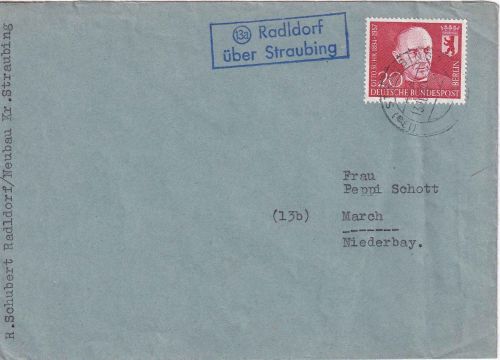 R.Schubert Radldorf/Neubau Kr.Straubing
13a Radldorf
über Straubing
OTTO SUHR 1894-1957
20
BERLIN
DEUTSCHE BUNDESPOST
Frau
Peppi Schott
(13b) March
Niederbay.